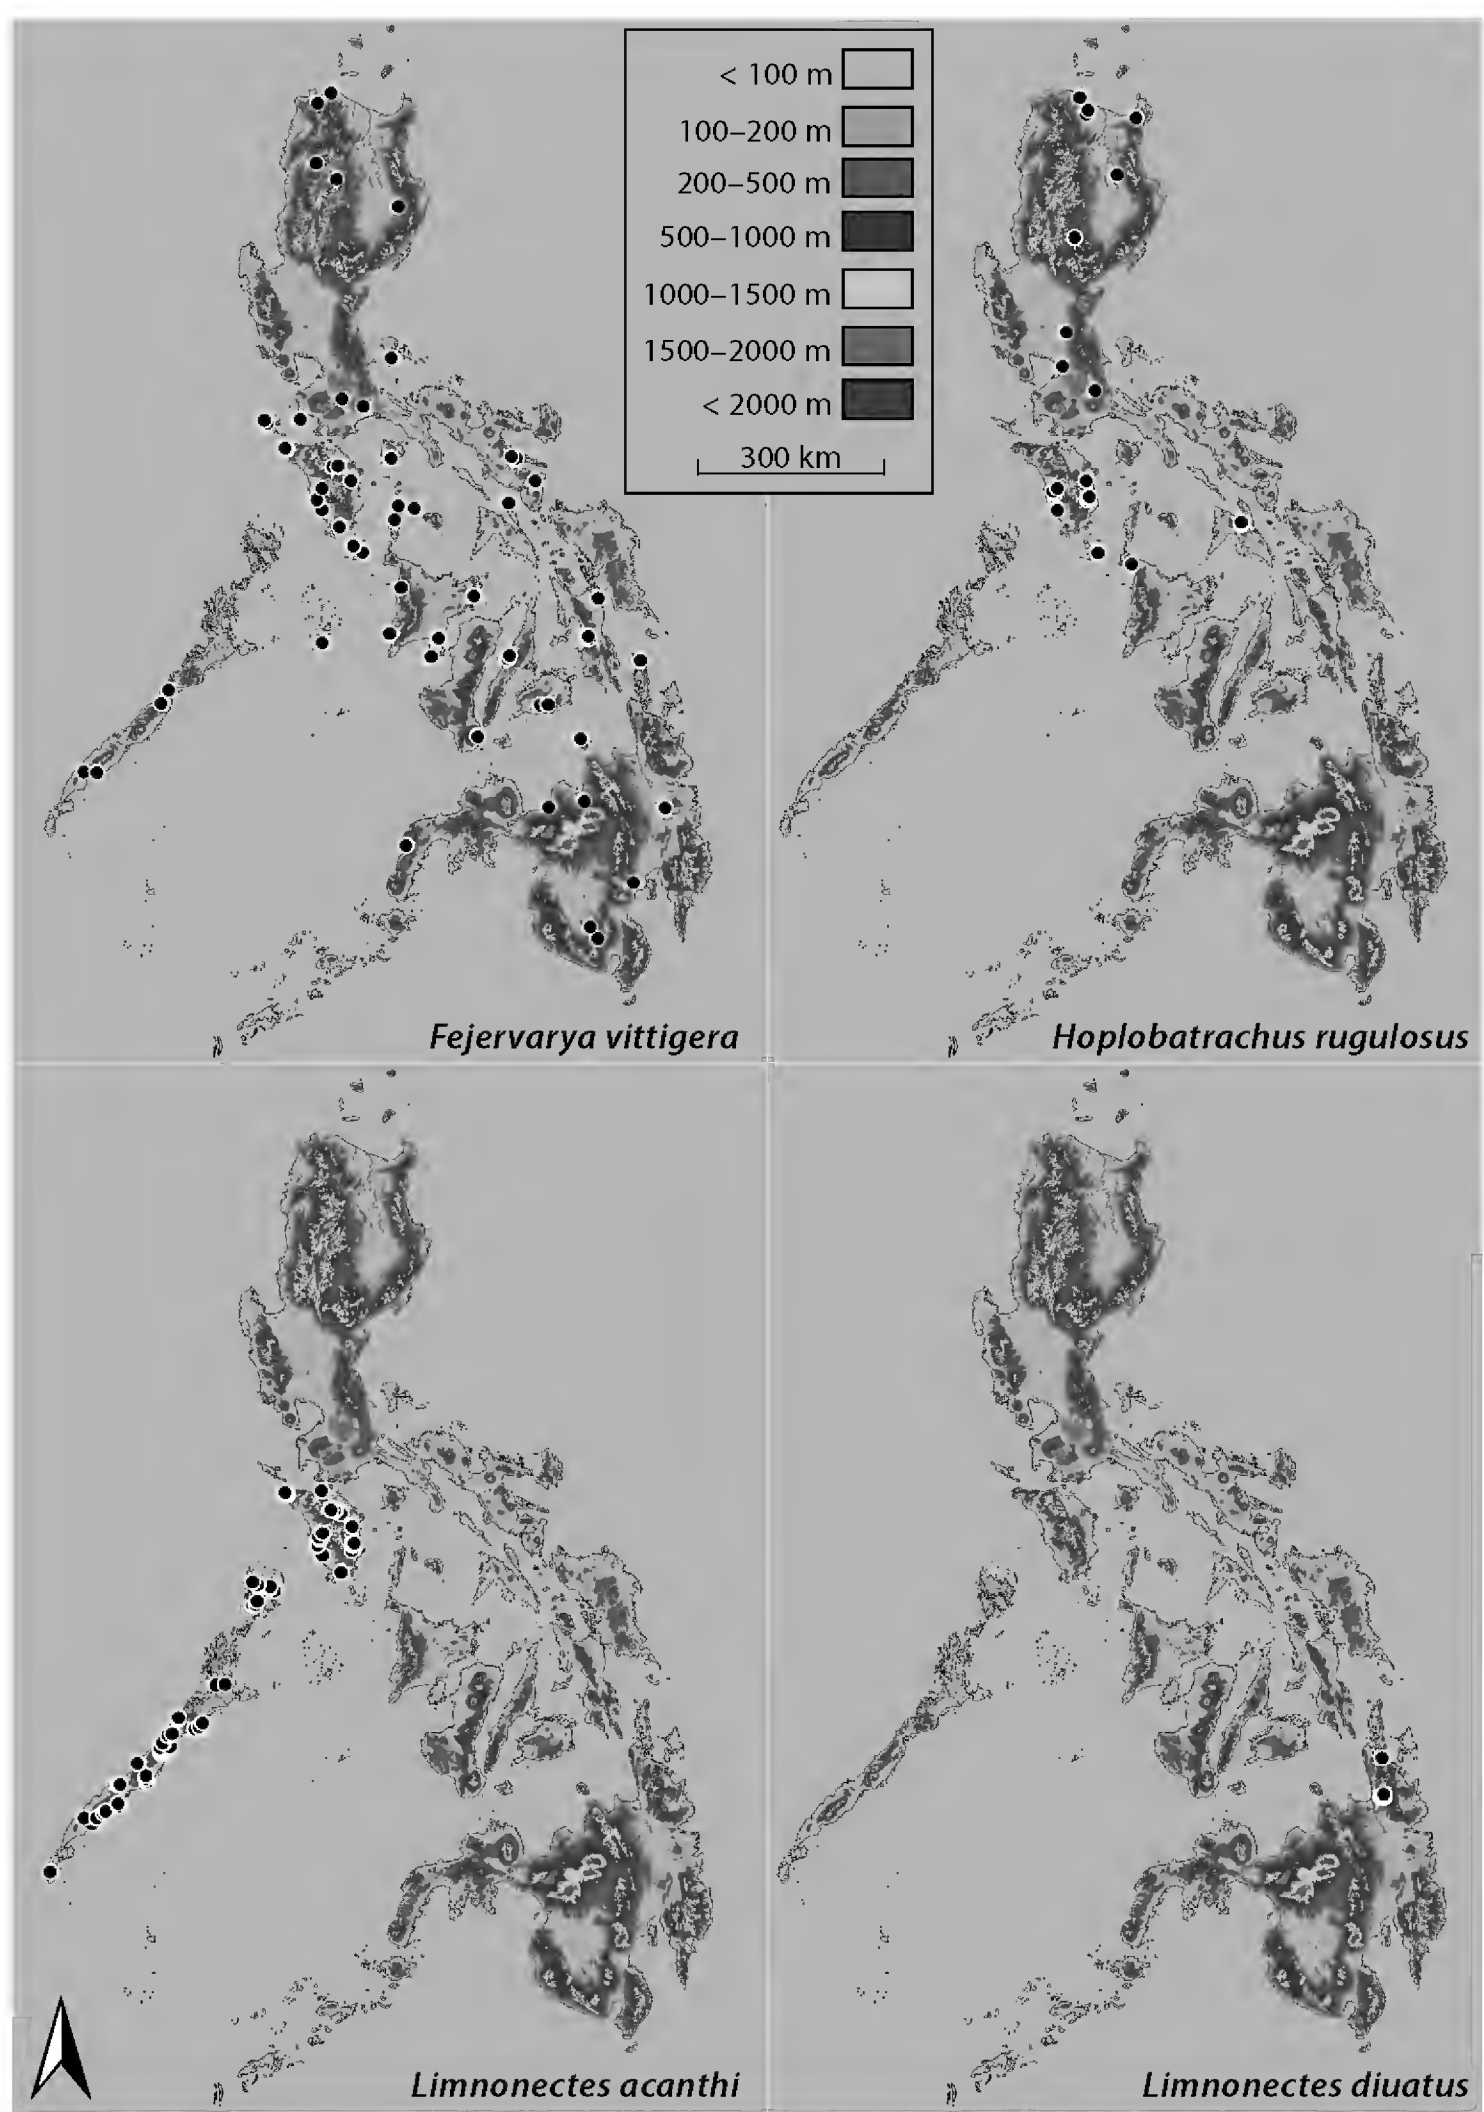 < 100 m
100–200 m
200–500 m
500–1000 m
1000–1500 m
1500–2000 m
< 2000 m
300 km
Fejervarya vittigera
Hoplobatrachus rugulosus
Limnonectes acanthi
Limnonectes diuatus